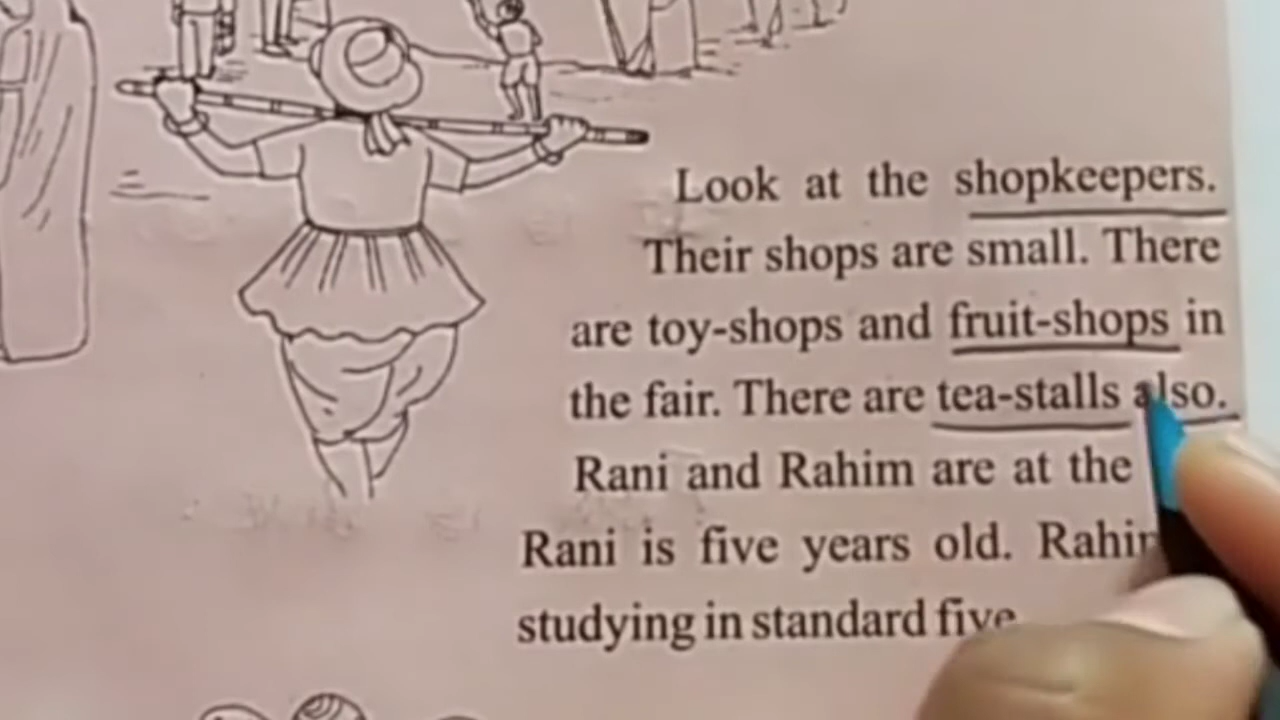 Look at the shopkeepers.
Their shops are small. There
are toy-shops and fruit-shops in
the fair. There are tea-stalls also.
Rani and Rahim are at the
Rani is five years old.
studying in standard five